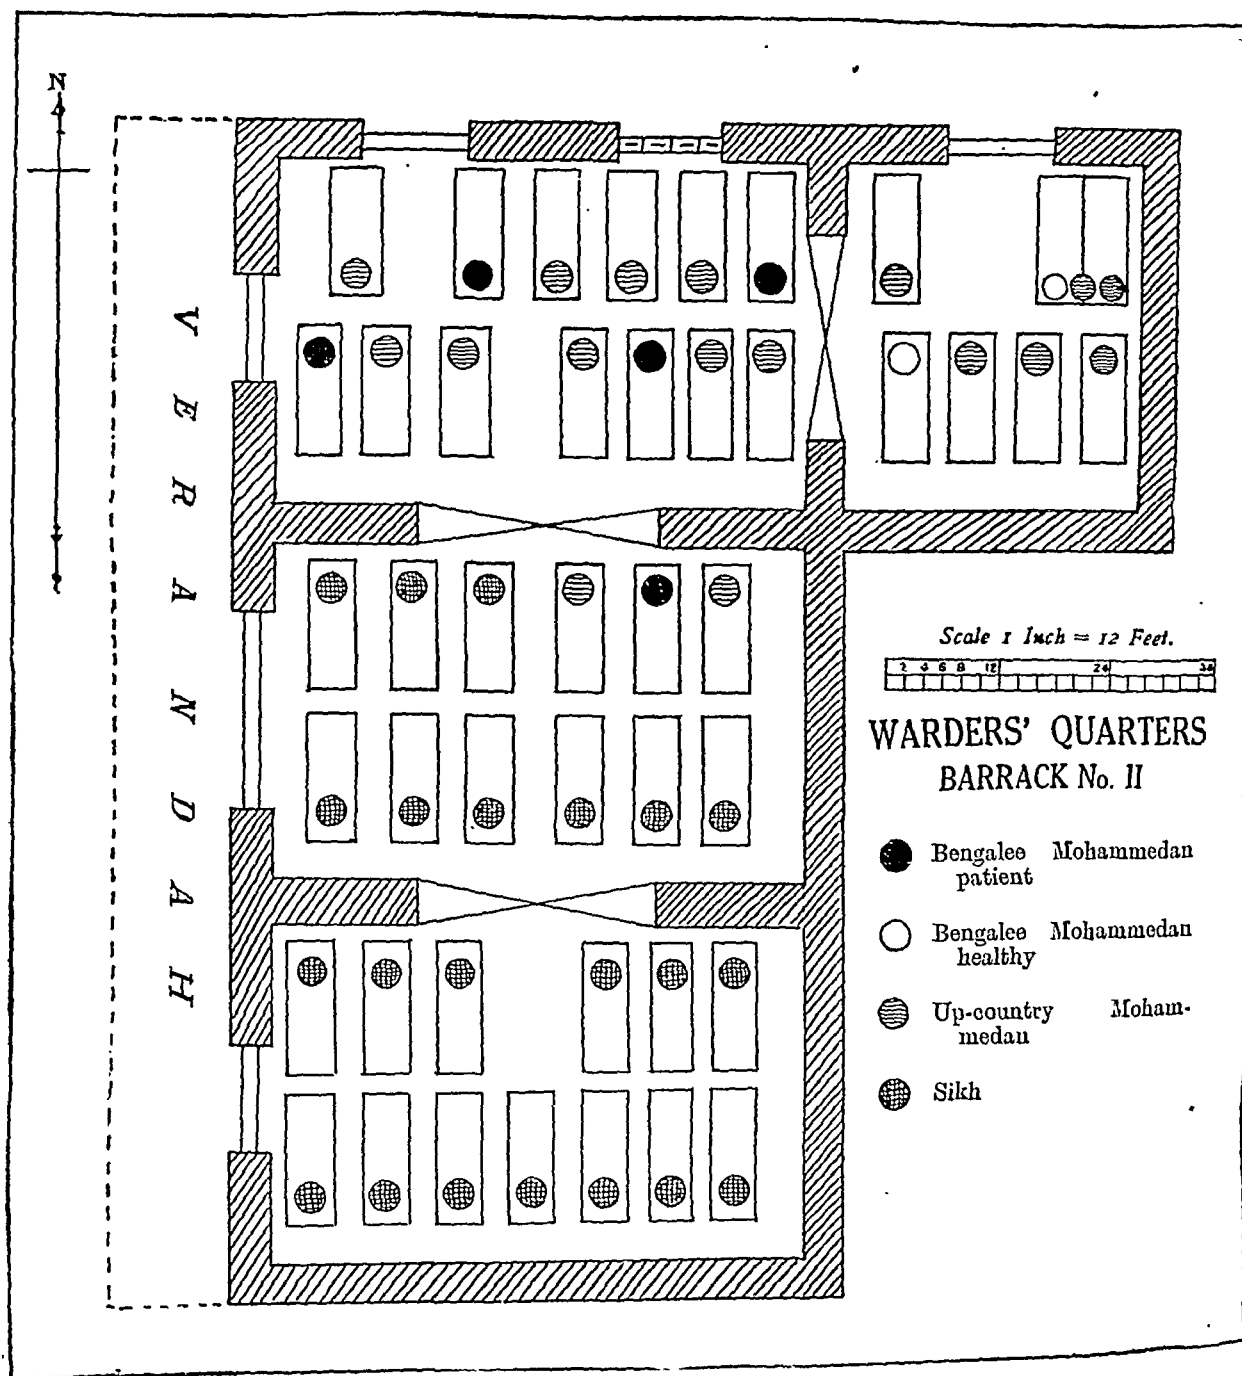 N
VERANDAH
Scale 1 Inch = 12 Feet.
2 4 6 8 12 24 36
WARDERS' QUARTERS
BARRACK No. II
Bengalee Mohammedan
patient
Bengalee Mohammedan
healthy
Up-country Moham-
medan
Sikh